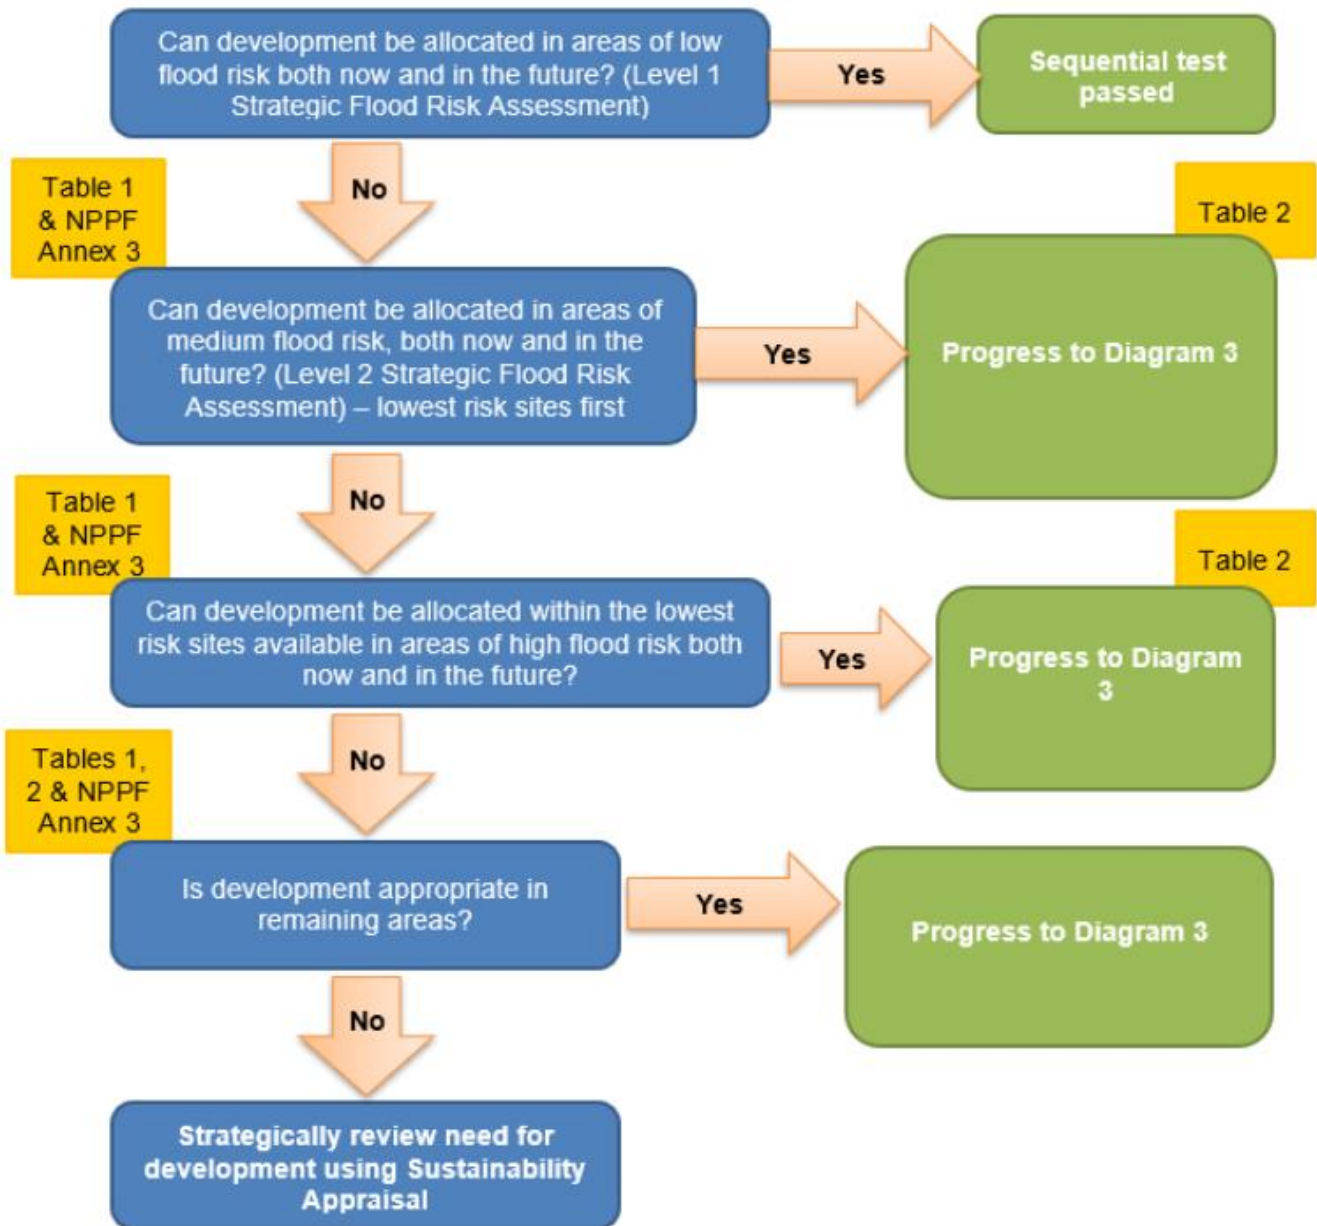 Can development be allocated in areas of low
flood risk both now and in the future? (Level 1
Strategic Flood Risk Assessment)
Yes
Sequential test
passed
No
Table 1
& NPPF
Annex 3
Table 2
Can development be allocated in areas of
medium flood risk, both now and in the
future? (Level 2 Strategic Flood Risk
Assessment) – lowest risk sites first
Yes
Progress to Diagram 3
No
Table 1
& NPPF
Annex 3
Table 2
Can development be allocated within the lowest
risk sites available in areas of high flood risk both
now and in the future?
Yes
Progress to Diagram
3
No
Tables 1,
2 & NPPF
Annex 3
Is development appropriate in
remaining areas?
Yes
Progress to Diagram 3
No
Strategically review need for
development using Sustainability
Appraisal